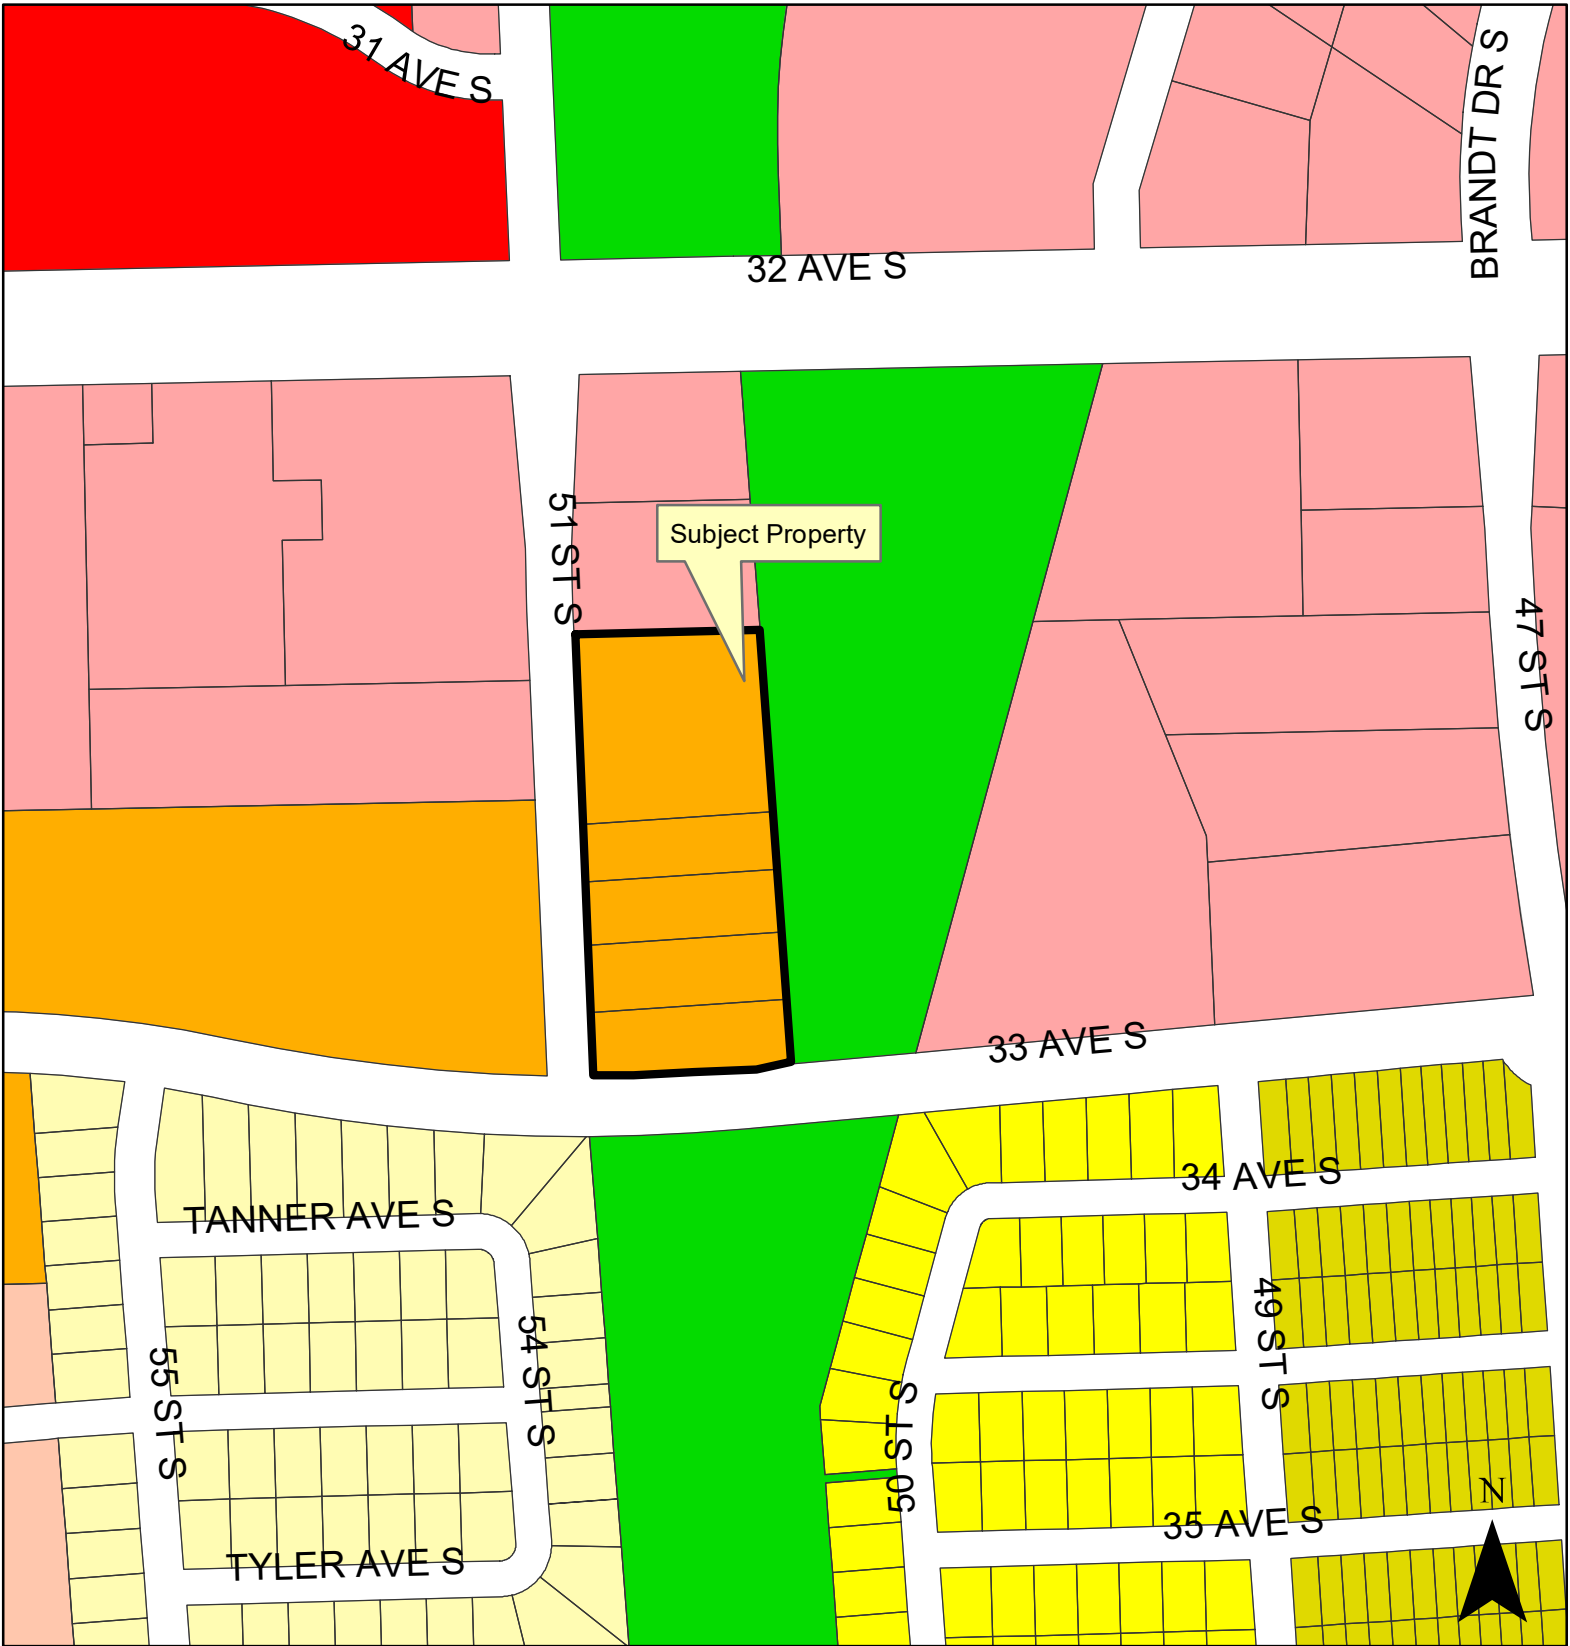 31 AVE S
BRANDT DR S
32 AVE S
51 ST S
Subject Property
47 ST S
33 AVE S
34 AVE S
TANNER AVE S
49 ST S
54 ST S
55 ST S
50 ST S
N
35 AVE S
TYLER AVE S